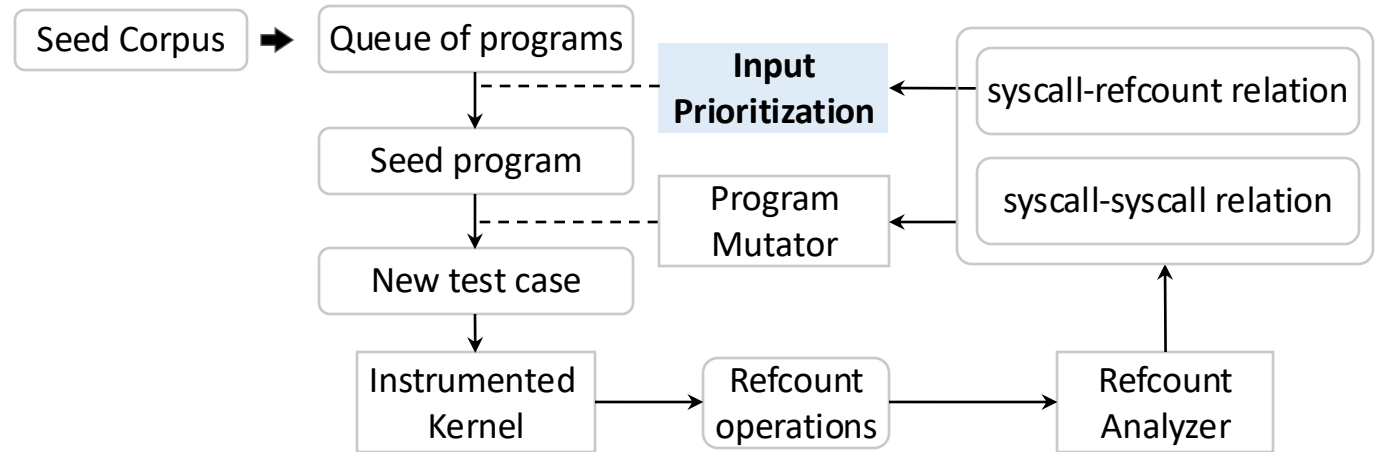 Seed Corpus
Queue of programs
Input
Prioritization
syscall-refcount relation
Seed program
syscall-syscall relation
Program
Mutator
New test case
Instrumented
Kernel
Refcount
operations
Refcount
Analyzer